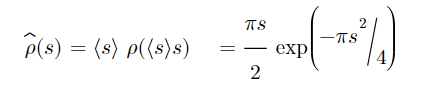 ρ̂(s) = ⟨s⟩ ρ(⟨s⟩s) = πs/2 exp(−πs²/4)